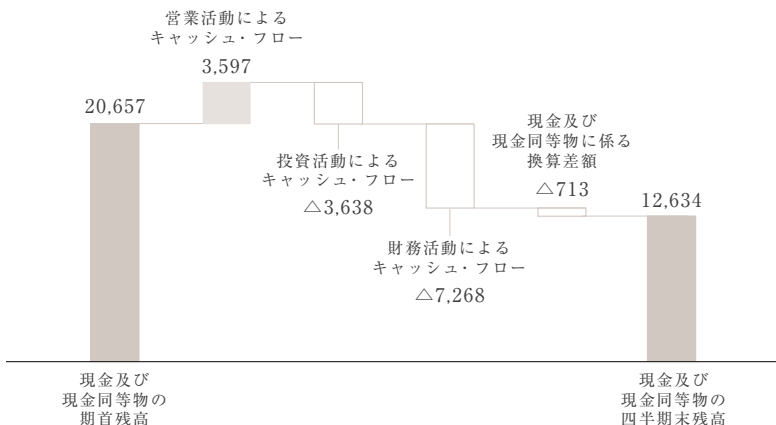 営業活動による
キャッシュ・フロー
3,597
20,657
投資活動による
キャッシュ・フロー
△3,638
財務活動による
キャッシュ・フロー
△7,268
現金及び
現金同等物に係る
換算差額
△713
12,634
現金及び
現金同等物の
期首残高
現金及び
現金同等物の
四半期末残高